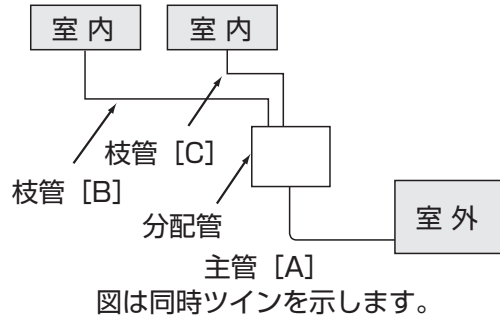 室内
室内
枝管［C］
枝管［B］
分配管
室外
主管［A］
図は同時ツインを示します。